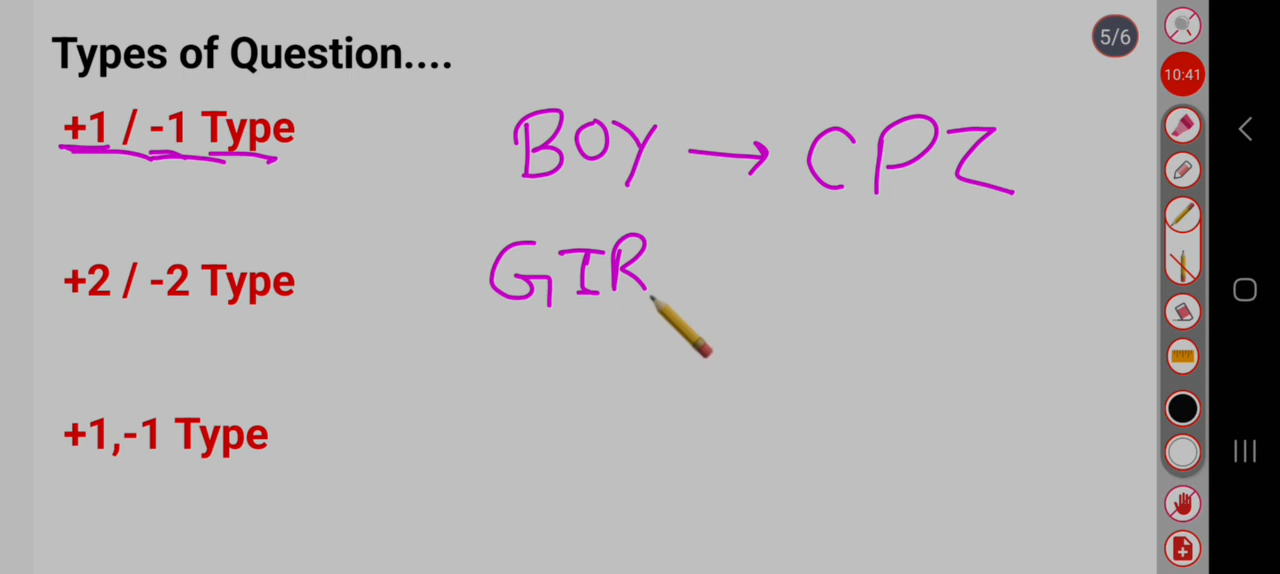 Types of Question....
5/6
10:41
+1 / -1 Type
BOY → CPZ
+2 / -2 Type
GIR
+1,-1 Type